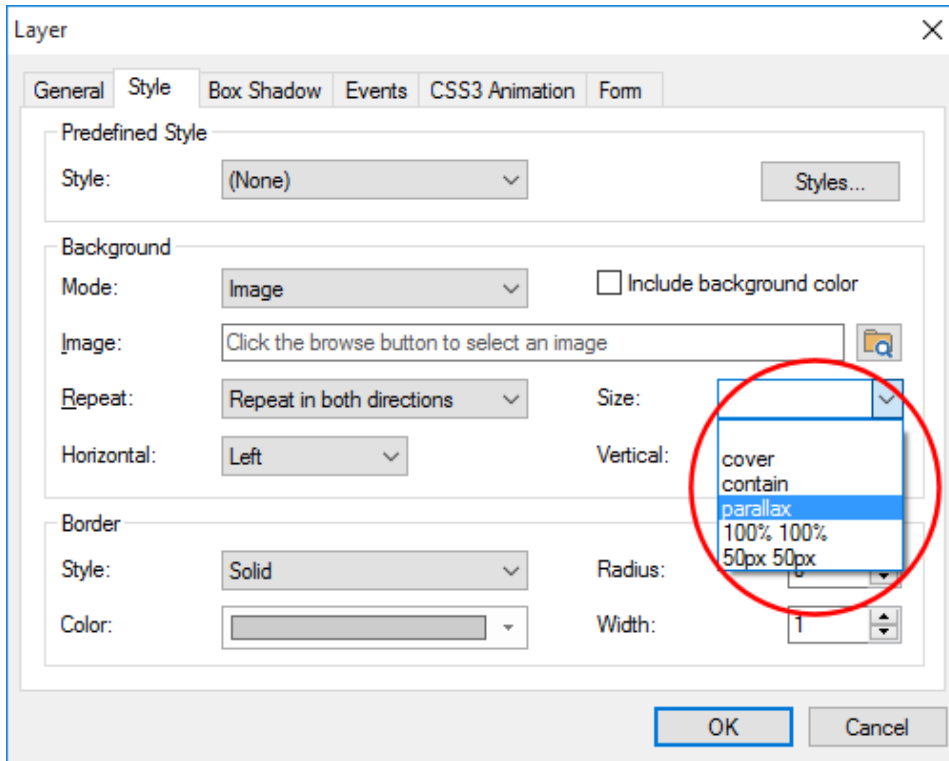 Layer
General Style Box Shadow Events CSS3 Animation Form
Predefined Style
Style: (None) Styles...
Background
Mode: Image Include background color
Image: Click the browse button to select an image
Repeat: Repeat in both directions Size:
Horizontal: Left Vertical:
cover
contain
parallax
100% 100%
50px 50px
Border
Style: Solid Radius:
Color: Width: 1
OK Cancel